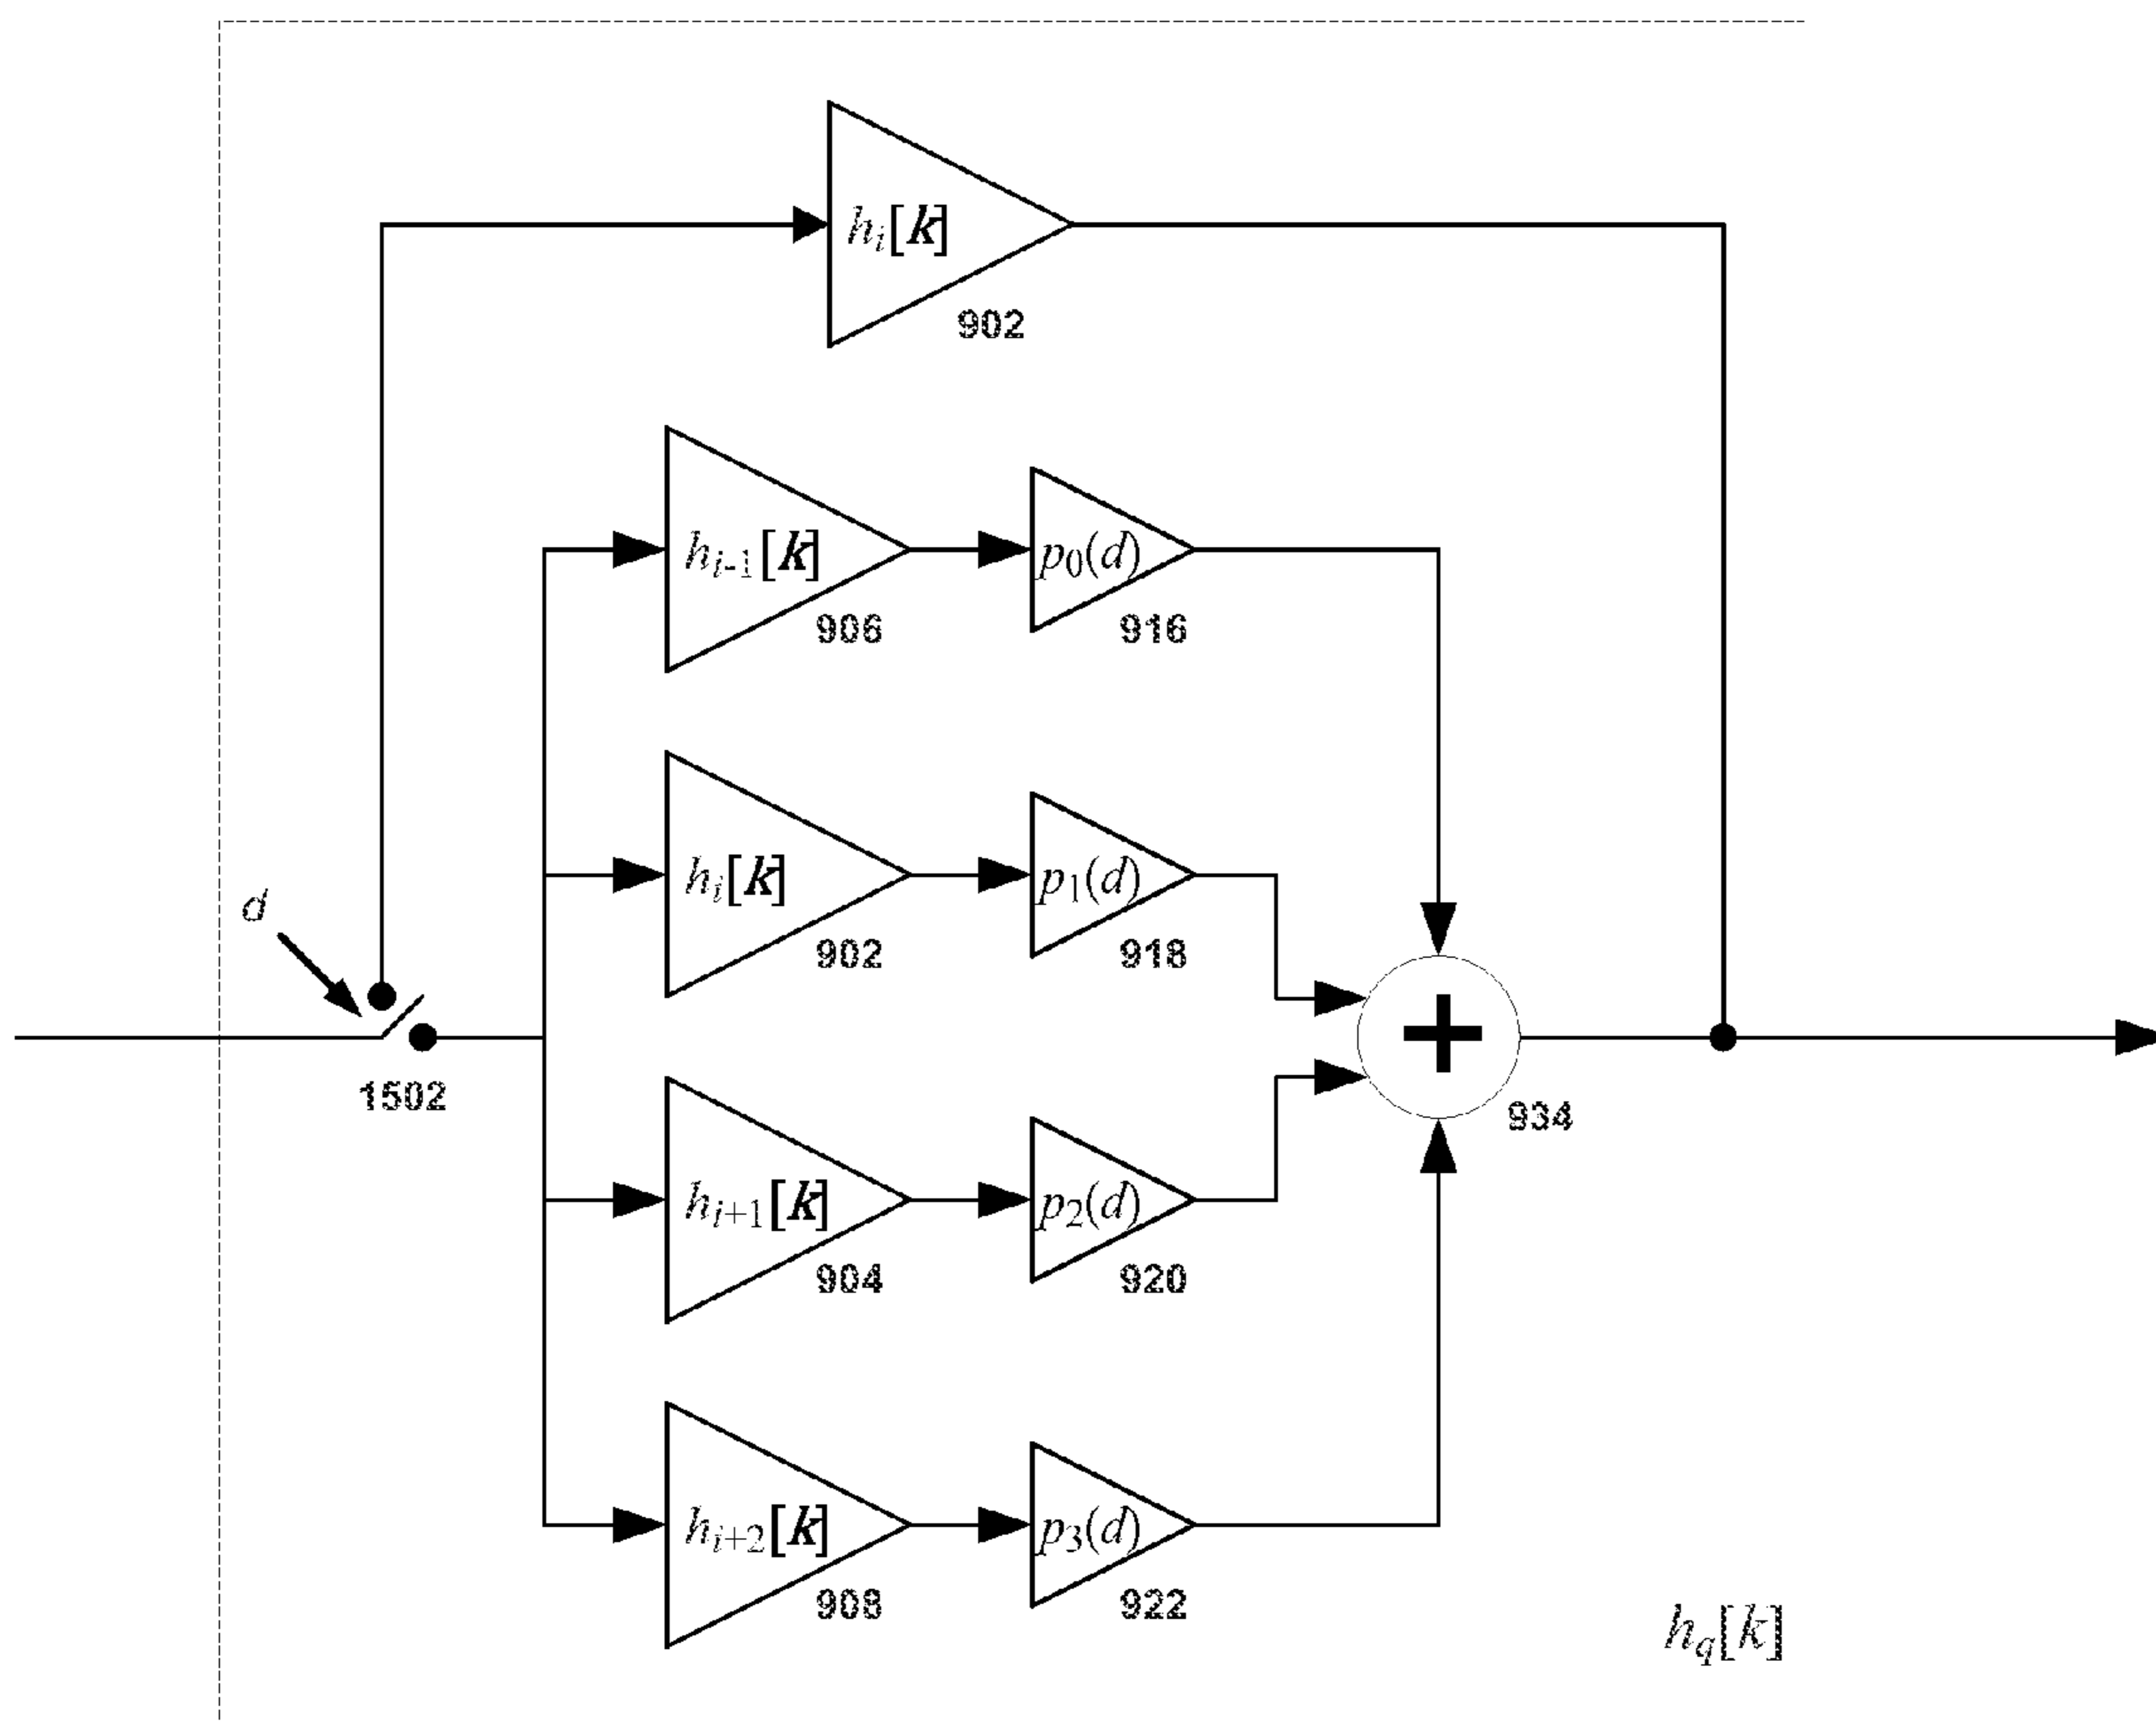 hᵢ[k]
902
hᵢ₋₁[k]
906
p₀(d)
916
hᵢ[k]
902
p₁(d)
918
d
1502
+
934
hᵢ₊₁[k]
904
p₂(d)
920
hᵢ₊₂[k]
908
p₃(d)
922
h_q[k]